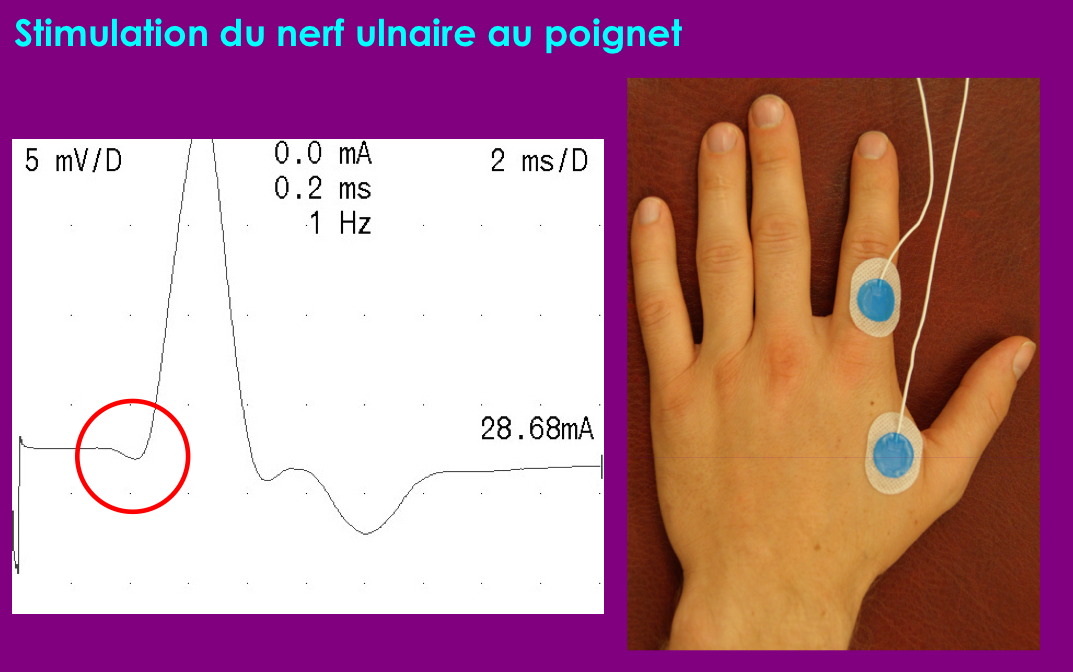 Stimulation du nerf ulnaire au poignet
5 mV/D
0.0 mA
2 ms/D
0.2 ms
1 Hz
28.68mA